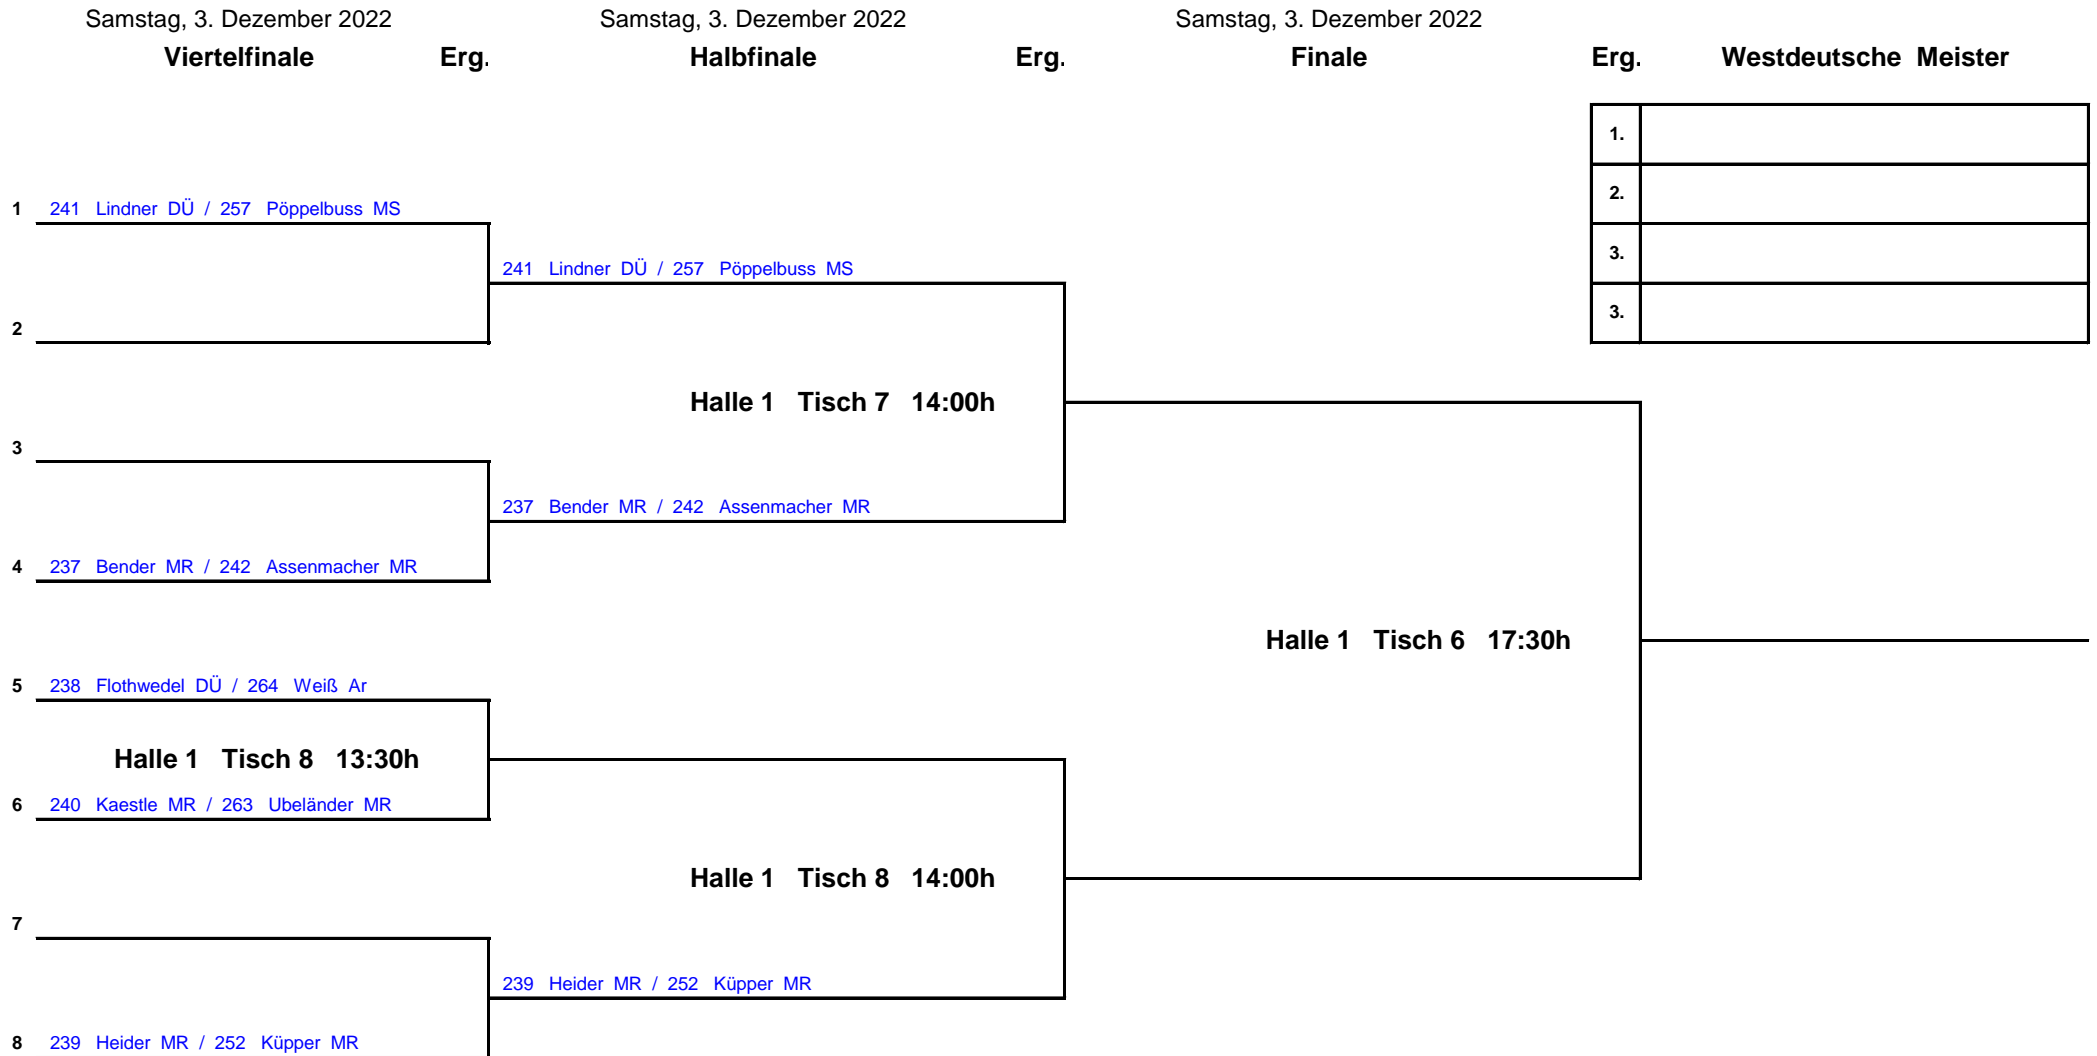 Samstag, 3. Dezember 2022 Samstag, 3. Dezember 2022 Samstag, 3. Dezember 2022
Viertelfinale Erg. Halbfinale Erg. Finale Erg. Westdeutsche Meister
1.
2.
1 241 Lindner DÜ / 257 Pöppelbuss MS
3.
241 Lindner DÜ / 257 Pöppelbuss MS
3.
2
Halle 1 Tisch 7 14:00h
3
237 Bender MR / 242 Assenmacher MR
4 237 Bender MR / 242 Assenmacher MR
Halle 1 Tisch 6 17:30h
5 238 Flothwedel DÜ / 264 Weiß Ar
Halle 1 Tisch 8 13:30h
6 240 Kaestle MR / 263 Ubeländer MR
Halle 1 Tisch 8 14:00h
7
239 Heider MR / 252 Küpper MR
8 239 Heider MR / 252 Küpper MR